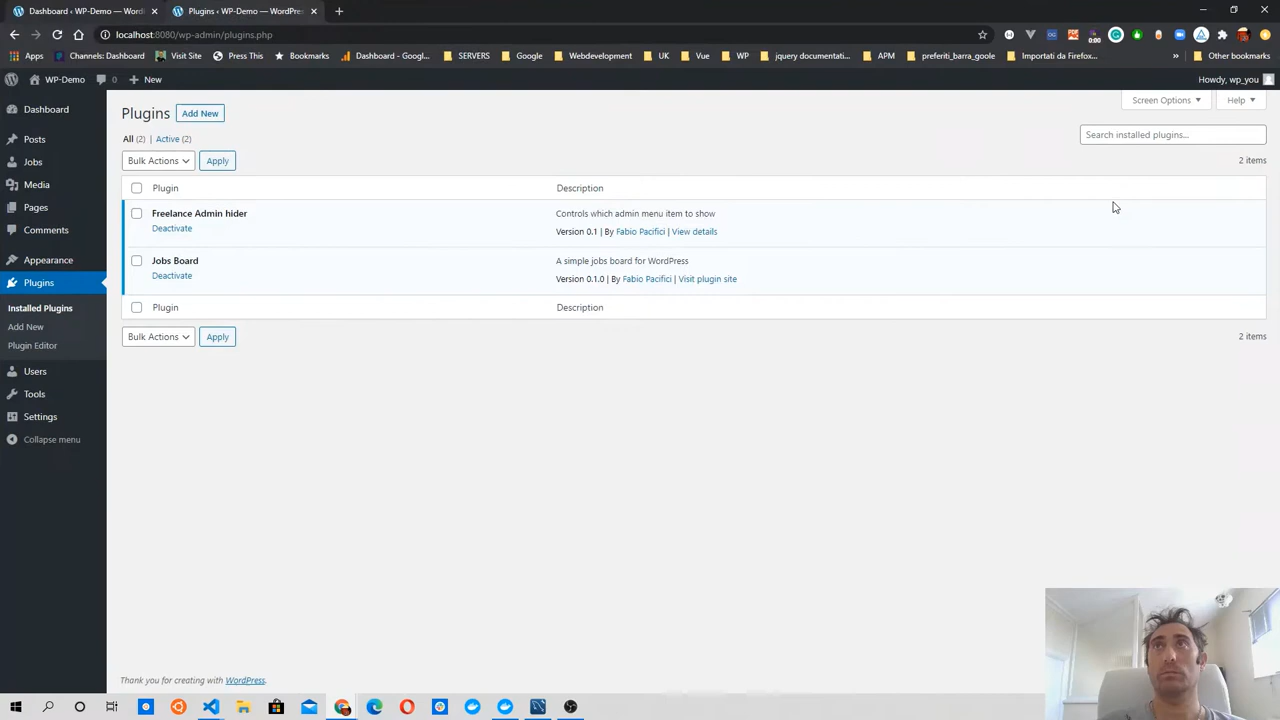 Dashboard ‹ WP-Demo — Wordi
Plugins ‹ WP-Demo — WordPres
localhost:8080/wp-admin/plugins.php
0:00
Apps
Channels: Dashboard
Visit Site
Press This
Bookmarks
Dashboard - Googl...
SERVERS
Google
Webdevelopment
UK
Vue
WP
jquery documentati...
APM
preferiti_barra_goole
Importati da Firefox...
»
Other bookmarks
WP-Demo
0
New
Howdy, wp_you
Dashboard
Posts
Jobs
Media
Pages
Comments
Appearance
Plugins
Installed Plugins
Add New
Plugin Editor
Users
Tools
Settings
Collapse menu
Screen Options
Help
Plugins
Add New
All (2) | Active (2)
Search installed plugins...
Bulk Actions
Apply
2 items
Plugin
Description
Freelance Admin hider
Controls which admin menu item to show
Deactivate
Version 0.1 | By Fabio Pacifici | View details
Jobs Board
A simple jobs board for WordPress
Deactivate
Version 0.1.0 | By Fabio Pacifici | Visit plugin site
Plugin
Description
Bulk Actions
Apply
2 items
Thank you for creating with WordPress.